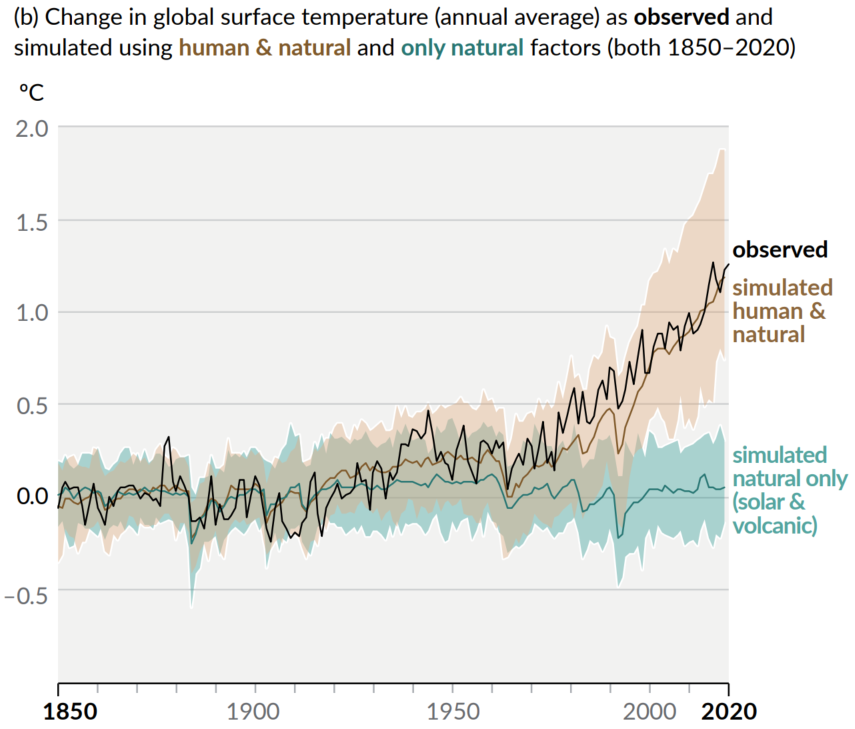 (b) Change in global surface temperature (annual average) as observed and
simulated using human & natural and only natural factors (both 1850–2020)
ºC
2.0
1.5
1.0
0.5
0.0
–0.5
observed
simulated
human &
natural
simulated
natural only
(solar &
volcanic)
1850
1900
1950
2000
2020